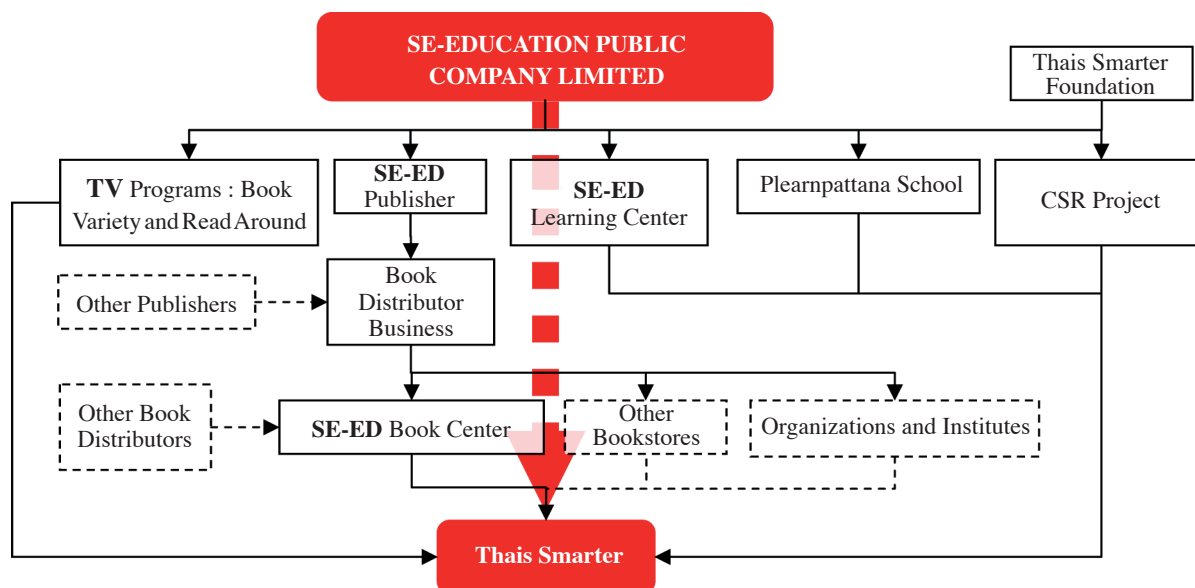 SE-EDUCATION PUBLIC
COMPANY LIMITED
Thais Smarter
Foundation
TV Programs : Book
Variety and Read Around
SE-ED
Publisher
SE-ED
Learning Center
Plearnpattana School
CSR Project
Other Publishers
Book
Distributor
Business
Other Book
Distributors
SE-ED Book Center
Other
Bookstores
Organizations and Institutes
Thais Smarter